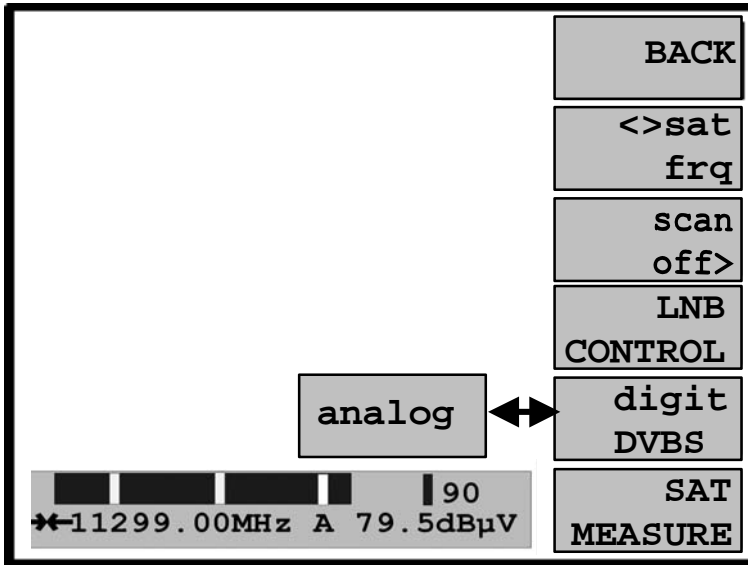 BACK
<>sat
frq
scan
off>
LNB
CONTROL
analog
digit
DVBS
90
11299.00MHz A 79.5dBµV
SAT
MEASURE